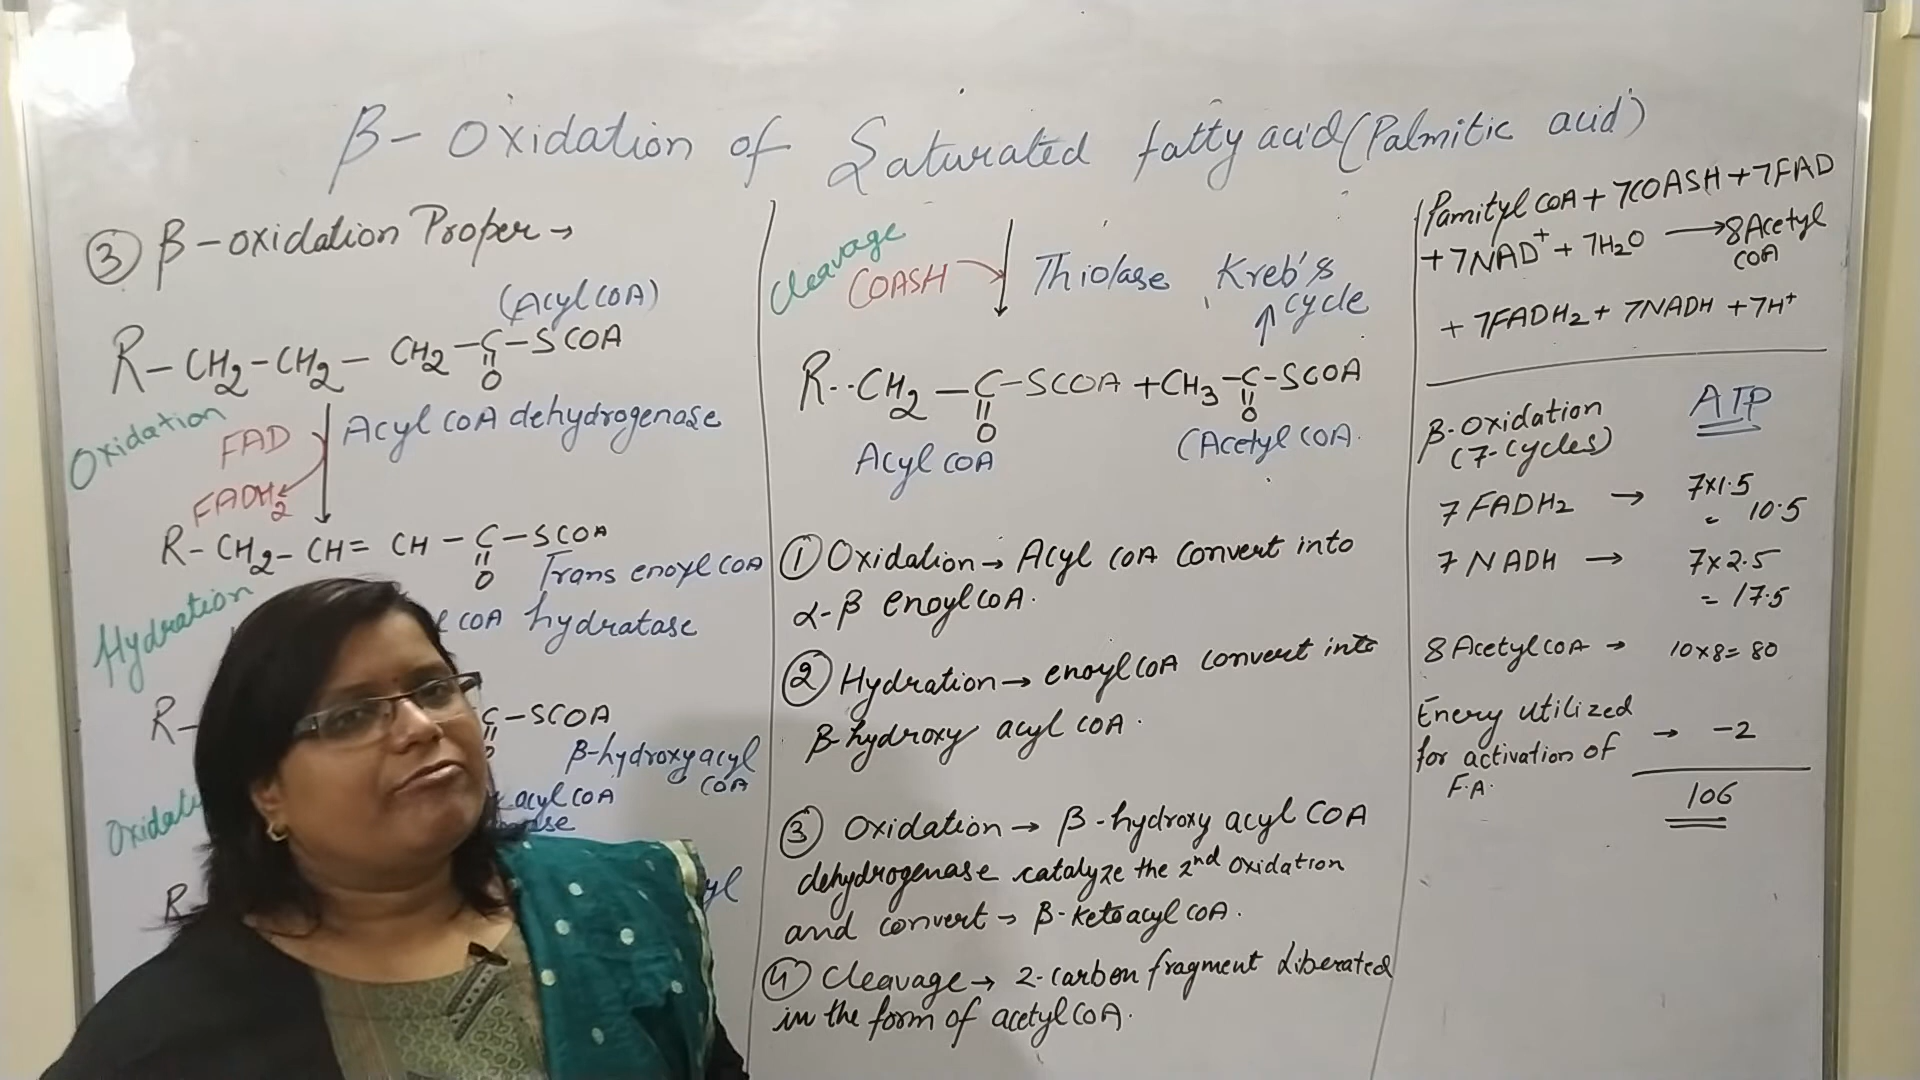 β- Oxidation of Saturated fatty acid (Palmitic acid)
③ β-oxidation Proper→
(Acyl COA)
R-CH2-CH2-CH2-C-SCOA
O
Oxidation
FAD
Acyl COA dehydrogenase
FADH2
R-CH2-CH=CH-C-SCOA
O
Trans enoyl COA
Hydration
COA hydratase
R-
C-SCOA
β-hydroxy acyl
COA
acyl COA
R
yl
Cleavage
COASH
Thiolase
Kreb's
cycle
R--CH2-C-SCOA+CH3-C-SCOA
O
O
Acyl COA
(Acetyl COA.
① Oxidation→ Acyl COA Convert into
α-β enoyl COA.
② Hydration→ enoyl COA convert into
β-hydroxy acyl COA.
③ Oxidation→ β-hydroxy acyl COA
dehydrogenase catalyze the 2nd Oxidation
and convert→ β-Ketoacyl COA.
④ Cleavage→ 2-carbon fragment Liberated
in the form of acetyl COA.
Pamityl COA+7COASH+7FAD
+7NAD++7H2O→8Acetyl
COA
+7FADH2+7NADH+7H+
ATP
β-Oxidation
(7-Cycles)
7 FADH2 → 7×1.5
= 10.5
7 NADH → 7×2.5
= 17.5
8 Acetyl COA → 10×8=80
Enery utilized
for activation of → -2
F.A.
106